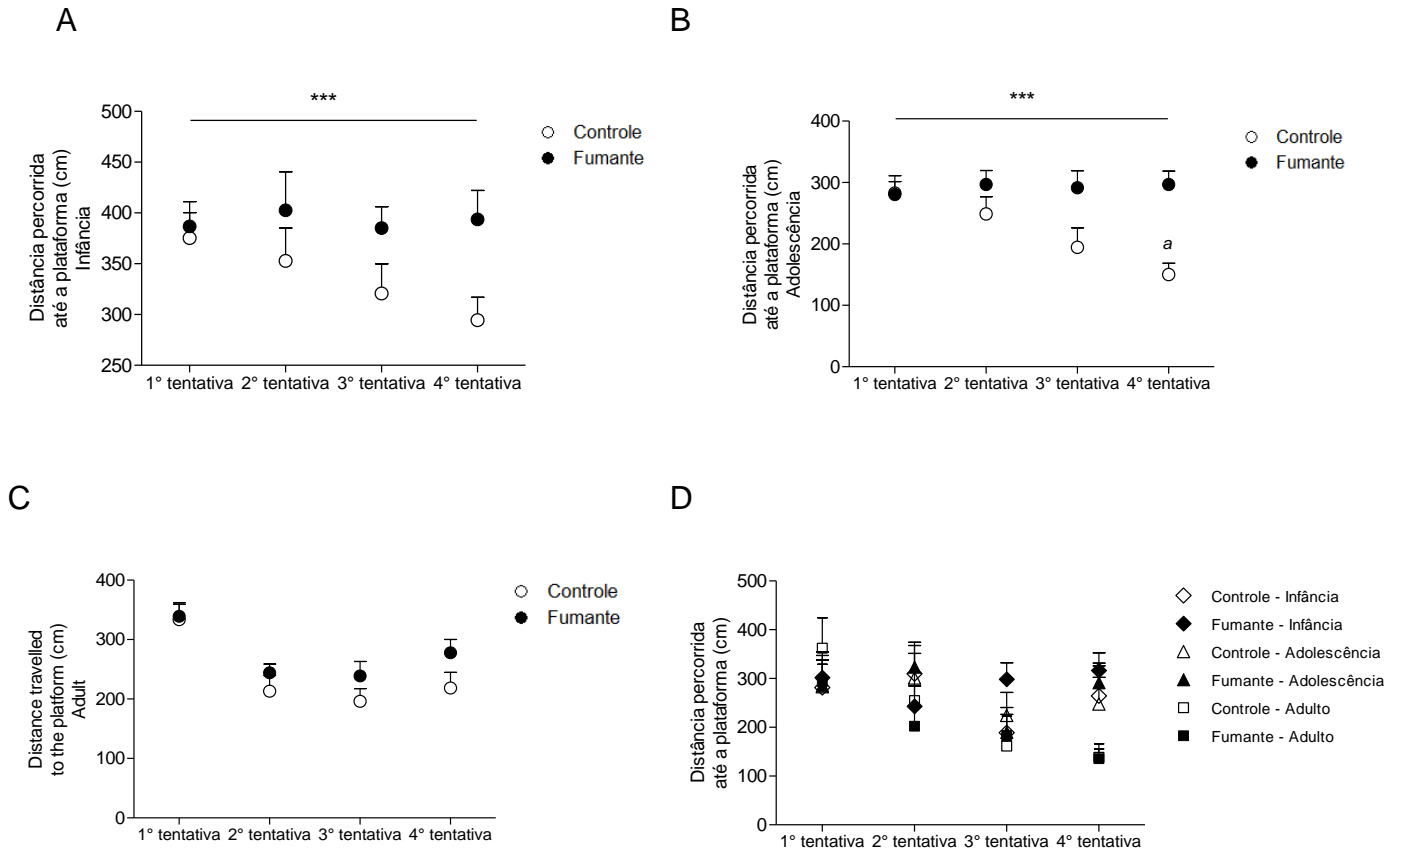 A
***
500
450
400
350
300
250
Distância percorrida
até a plataforma (cm)
Infância
1° tentativa 2° tentativa 3° tentativa 4° tentativa
Controle
Fumante
B
***
400
300
200
100
0
a
Distância percorrida
até a plataforma (cm)
Adolescência
1° tentativa 2° tentativa 3° tentativa 4° tentativa
Controle
Fumante
C
400
300
200
100
0
Distance travelled
to the platform (cm)
Adult
1° tentativa 2° tentativa 3° tentativa 4° tentativa
Controle
Fumante
D
500
400
300
200
100
0
Distância percorrida
até a plataforma (cm)
1° tentativa 2° tentativa 3° tentativa 4° tentativa
Controle - Infância
Fumante - Infância
Controle - Adolescência
Fumante - Adolescência
Controle - Adulto
Fumante - Adulto